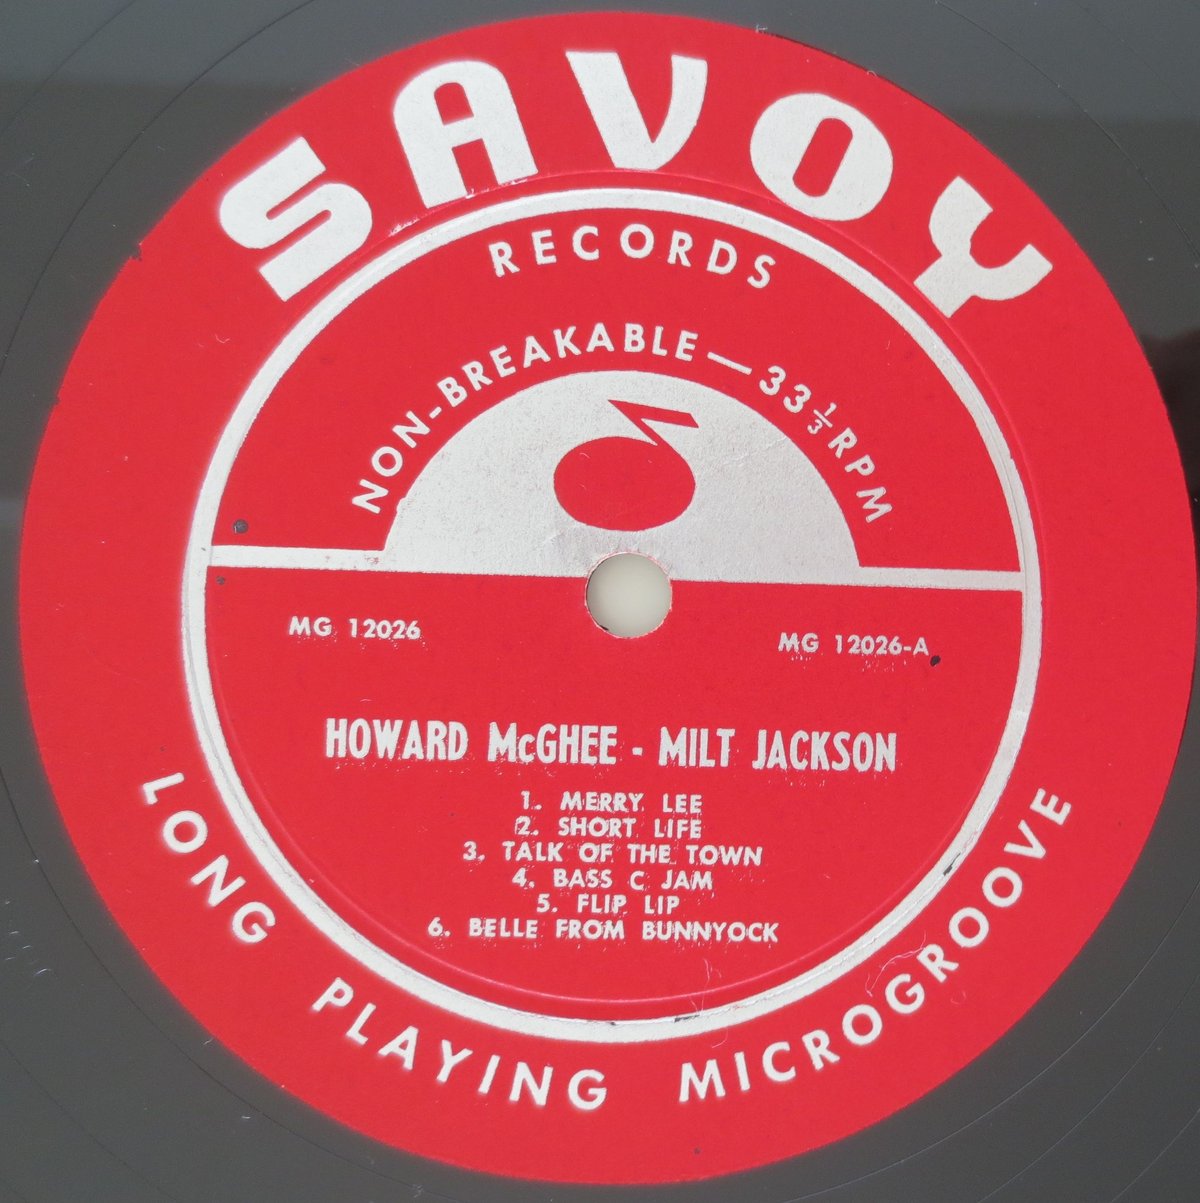 SAVOY
RECORDS
NON-BREAKABLE—33 1/3 RPM
MG 12026
MG 12026-A
HOWARD McGHEE - MILT JACKSON
1. MERRY LEE
2. SHORT LIFE
3. TALK OF THE TOWN
4. BASS C JAM
5. FLIP LIP
6. BELLE FROM BUNNYOCK
LONG PLAYING MICROGROOVE